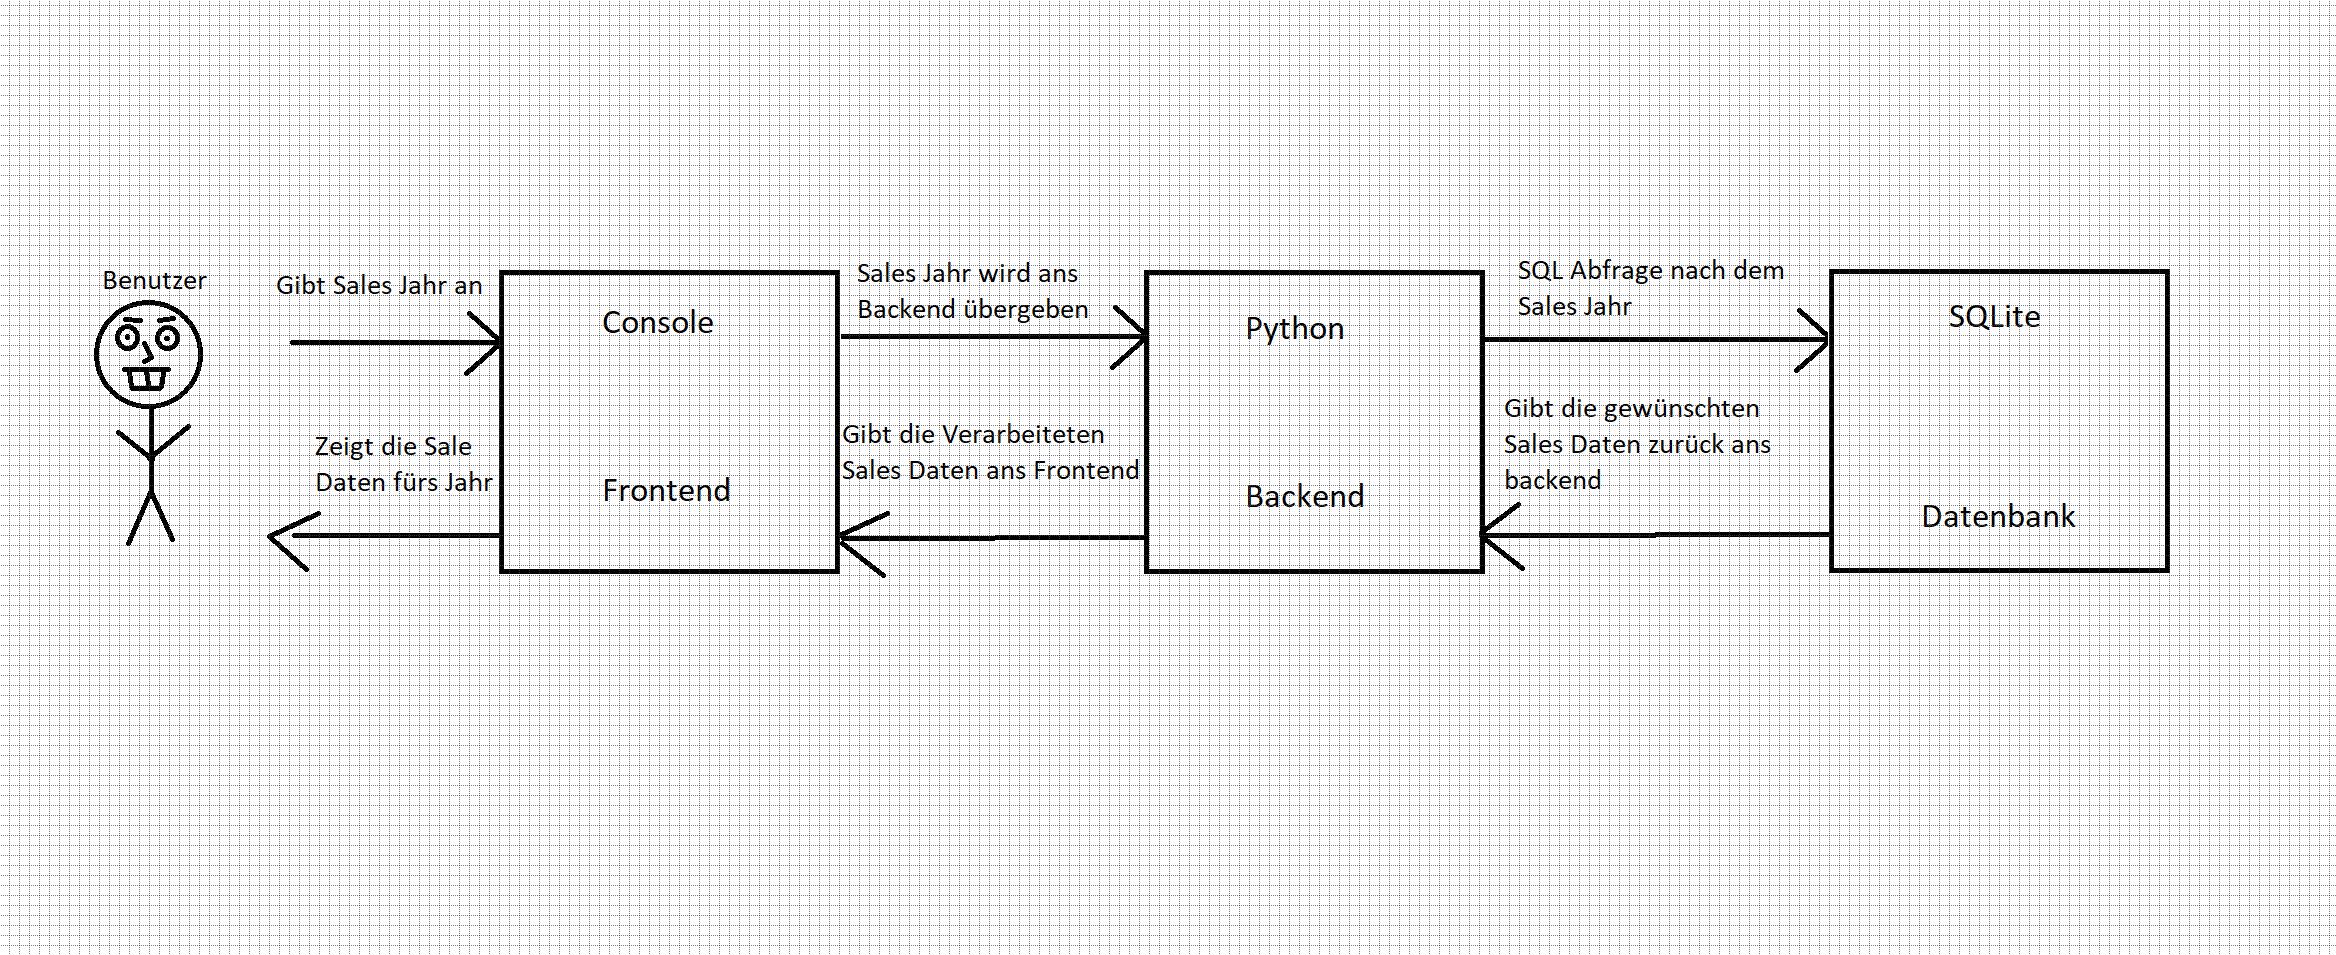 Benutzer
Gibt Sales Jahr an
Zeigt die Sale
Daten fürs Jahr
Console
Frontend
Sales Jahr wird ans
Backend übergeben
Gibt die Verarbeiteten
Sales Daten ans Frontend
Python
Backend
SQL Abfrage nach dem
Sales Jahr
Gibt die gewünschten
Sales Daten zurück ans
backend
SQLite
Datenbank